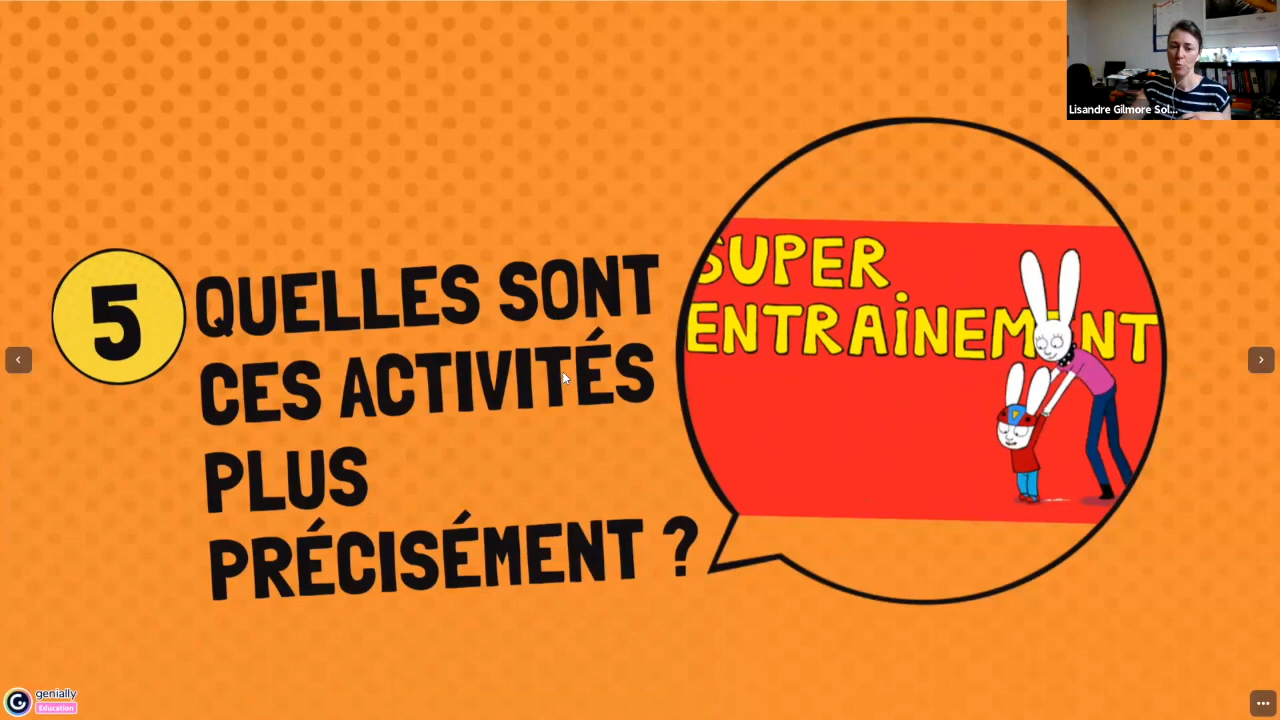 Lisandre Gilmore Sol...
5
QUELLES SONT
CES ACTIVITÉS
PLUS
PRÉCISÉMENT ?
SUPER
ENTRAINEMENT
genially
Education